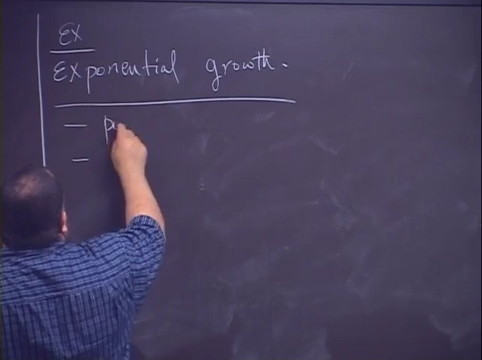 Ex
Exponential growth.
— p
—